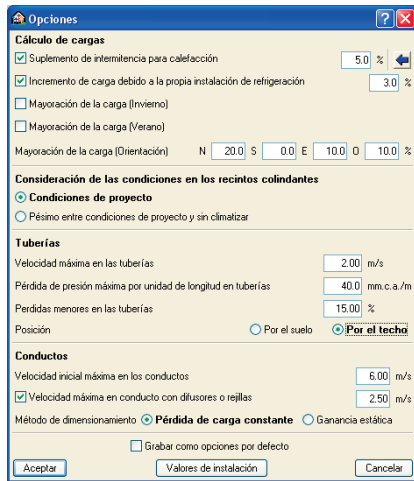 Opciones
Cálculo de cargas
Suplemento de intermitencia para calefacción 5.0 %
Incremento de carga debido a la propia instalación de refrigeración 3.0 %
Mayoración de la carga (Invierno)
Mayoración de la carga (Verano)
Mayoración de la carga (Orientación) N 20.0 S 0.0 E 10.0 O 10.0 %
Consideración de las condiciones en los recintos colindantes
Condiciones de proyecto
Pésimo entre condiciones de proyecto y sin climatizar
Tuberías
Velocidad máxima en las tuberías 2.00 m/s
Pérdida de presión máxima por unidad de longitud en tuberías 40.0 mm.c.a./m
Perdidas menores en las tuberías 15.00 %
Posición Por el suelo Por el techo
Conductos
Velocidad inicial máxima en los conductos 6.00 m/s
Velocidad máxima en conducto con difusores o rejillas 2.50 m/s
Método de dimensionamiento Pérdida de carga constante Ganancia estática
Grabar como opciones por defecto
Aceptar Valores de instalación Cancelar